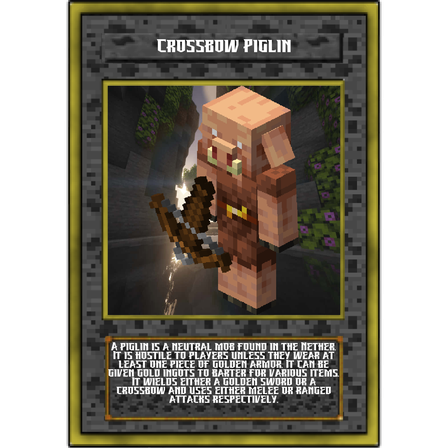 Crossbow Piglin
A piglin is a neutral mob found in the Nether.
It is hostile to players unless they wear at
least one piece of golden armor. It can be
given gold ingots to barter for various items.
It wields either a golden sword or a
crossbow and uses either melee or ranged
attacks respectively.